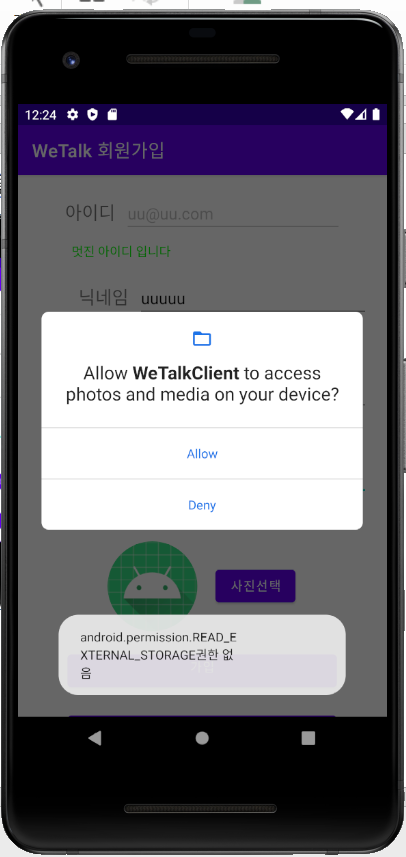 12:24
WeTalk 회원가입
아이디 uu@uu.com
멋진 아이디 입니다
닉네임 uuuuu
Allow WeTalkClient to access
photos and media on your device?
Allow
Deny
사진선택
android.permission.READ_E
XTERNAL_STORAGE권한 없
음